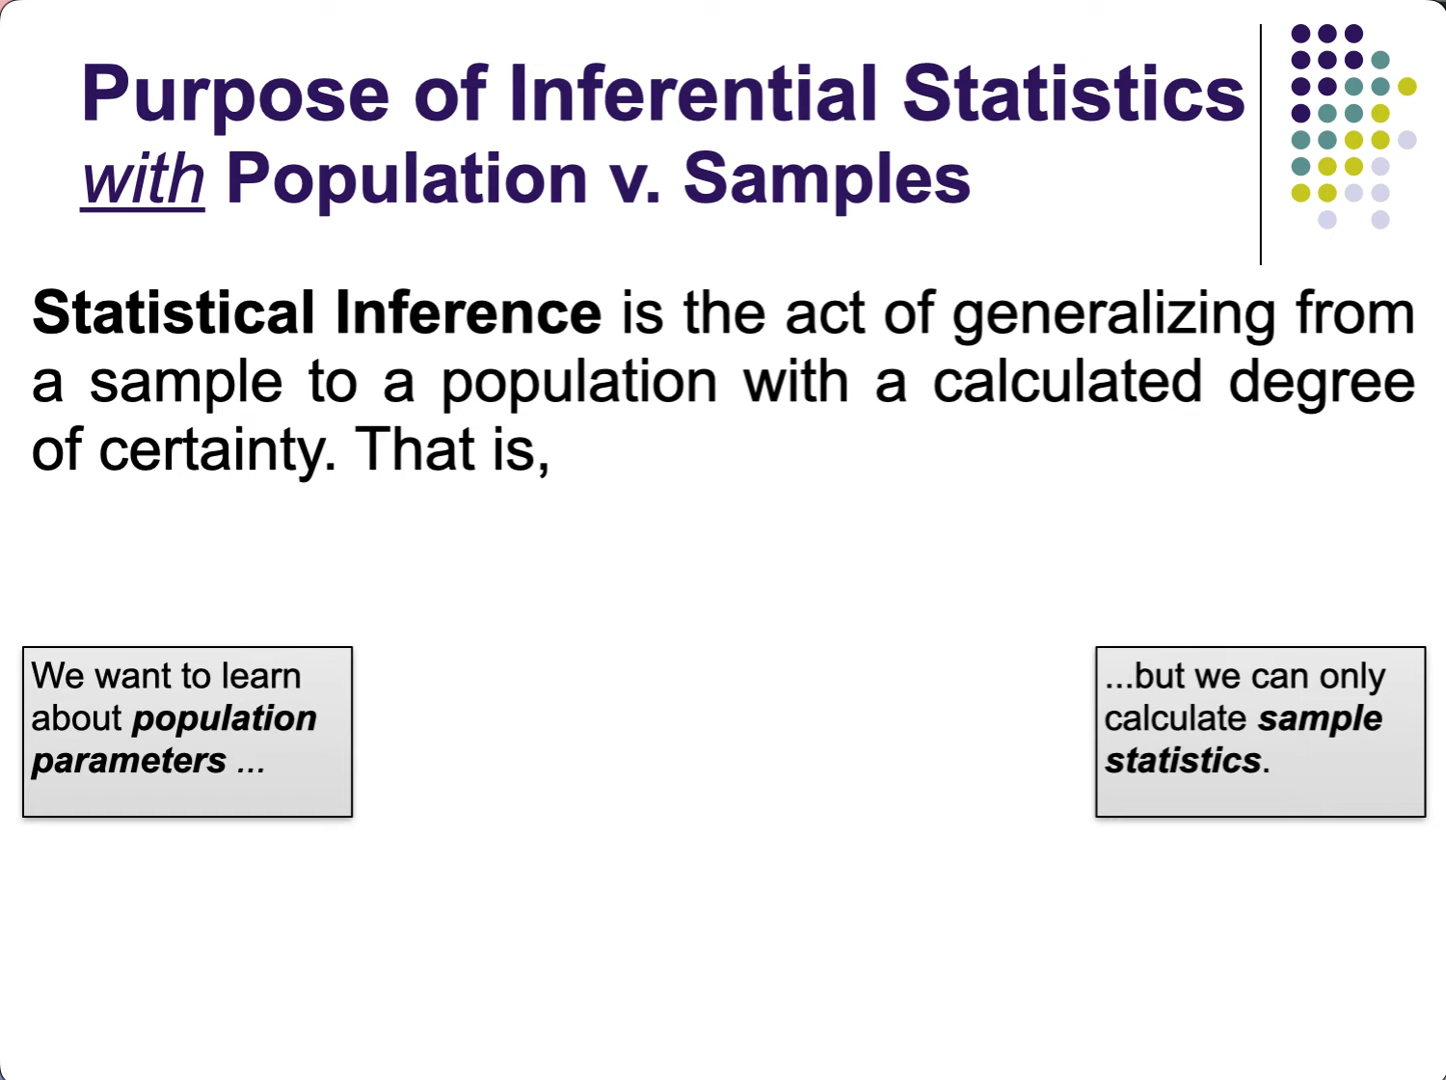 Purpose of Inferential Statistics
with Population v. Samples
Statistical Inference is the act of generalizing from
a sample to a population with a calculated degree
of certainty. That is,
We want to learn
about population
parameters ...
...but we can only
calculate sample
statistics.